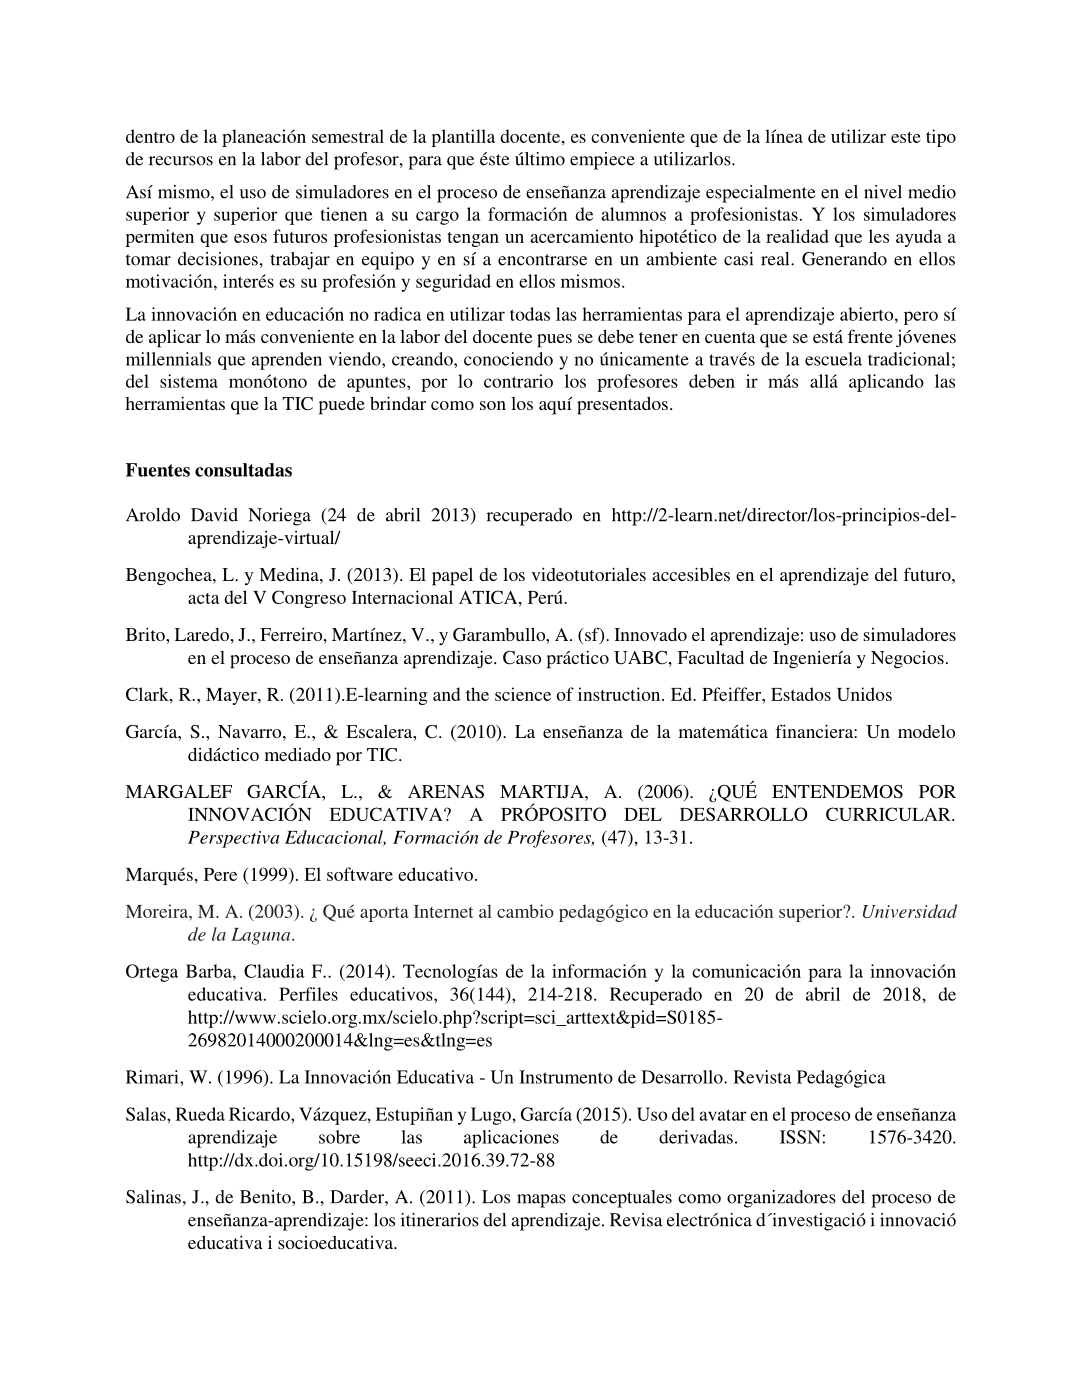 dentro de la planeación semestral de la plantilla docente, es conveniente que de la línea de utilizar este tipo
de recursos en la labor del profesor, para que éste último empiece a utilizarlos.
Así mismo, el uso de simuladores en el proceso de enseñanza aprendizaje especialmente en el nivel medio
superior y superior que tienen a su cargo la formación de alumnos a profesionistas. Y los simuladores
permiten que esos futuros profesionistas tengan un acercamiento hipotético de la realidad que les ayuda a
tomar decisiones, trabajar en equipo y en sí a encontrarse en un ambiente casi real. Generando en ellos
motivación, interés es su profesión y seguridad en ellos mismos.
La innovación en educación no radica en utilizar todas las herramientas para el aprendizaje abierto, pero sí
de aplicar lo más conveniente en la labor del docente pues se debe tener en cuenta que se está frente jóvenes
millennials que aprenden viendo, creando, conociendo y no únicamente a través de la escuela tradicional;
del sistema monótono de apuntes, por lo contrario los profesores deben ir más allá aplicando las
herramientas que la TIC puede brindar como son los aquí presentados.
Fuentes consultadas
Aroldo David Noriega (24 de abril 2013) recuperado en http://2-learn.net/director/los-principios-del-
aprendizaje-virtual/
Bengochea, L. y Medina, J. (2013). El papel de los videotutoriales accesibles en el aprendizaje del futuro,
acta del V Congreso Internacional ATICA, Perú.
Brito, Laredo, J., Ferreiro, Martínez, V., y Garambullo, A. (sf). Innovado el aprendizaje: uso de simuladores
en el proceso de enseñanza aprendizaje. Caso práctico UABC, Facultad de Ingeniería y Negocios.
Clark, R., Mayer, R. (2011).E-learning and the science of instruction. Ed. Pfeiffer, Estados Unidos
García, S., Navarro, E., & Escalera, C. (2010). La enseñanza de la matemática financiera: Un modelo
didáctico mediado por TIC.
MARGALEF GARCÍA, L., & ARENAS MARTIJA, A. (2006). ¿QUÉ ENTENDEMOS POR
INNOVACIÓN EDUCATIVA? A PRÓPOSITO DEL DESARROLLO CURRICULAR.
Perspectiva Educacional, Formación de Profesores, (47), 13-31.
Marqués, Pere (1999). El software educativo.
Moreira, M. A. (2003). ¿ Qué aporta Internet al cambio pedagógico en la educación superior?. Universidad
de la Laguna.
Ortega Barba, Claudia F.. (2014). Tecnologías de la información y la comunicación para la innovación
educativa. Perfiles educativos, 36(144), 214-218. Recuperado en 20 de abril de 2018, de
http://www.scielo.org.mx/scielo.php?script=sci_arttext&pid=S0185-
26982014000200014&lng=es&tlng=es
Rimari, W. (1996). La Innovación Educativa - Un Instrumento de Desarrollo. Revista Pedagógica
Salas, Rueda Ricardo, Vázquez, Estupiñan y Lugo, García (2015). Uso del avatar en el proceso de enseñanza
aprendizaje sobre las aplicaciones de derivadas. ISSN: 1576-3420.
http://dx.doi.org/10.15198/seeci.2016.39.72-88
Salinas, J., de Benito, B., Darder, A. (2011). Los mapas conceptuales como organizadores del proceso de
enseñanza-aprendizaje: los itinerarios del aprendizaje. Revisa electrónica d´investigació i innovació
educativa i socioeducativa.